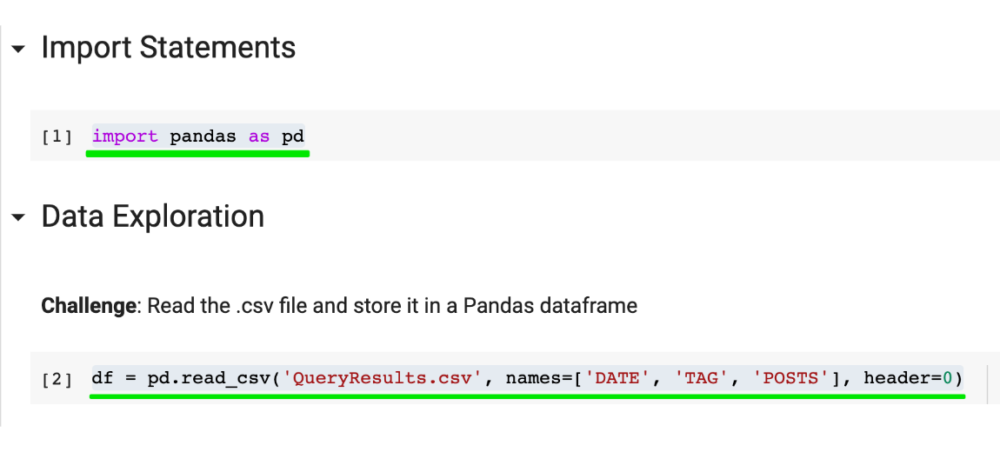 Import Statements
[1] import pandas as pd
Data Exploration
Challenge: Read the .csv file and store it in a Pandas dataframe
[2] df = pd.read_csv('QueryResults.csv', names=['DATE', 'TAG', 'POSTS'], header=0)